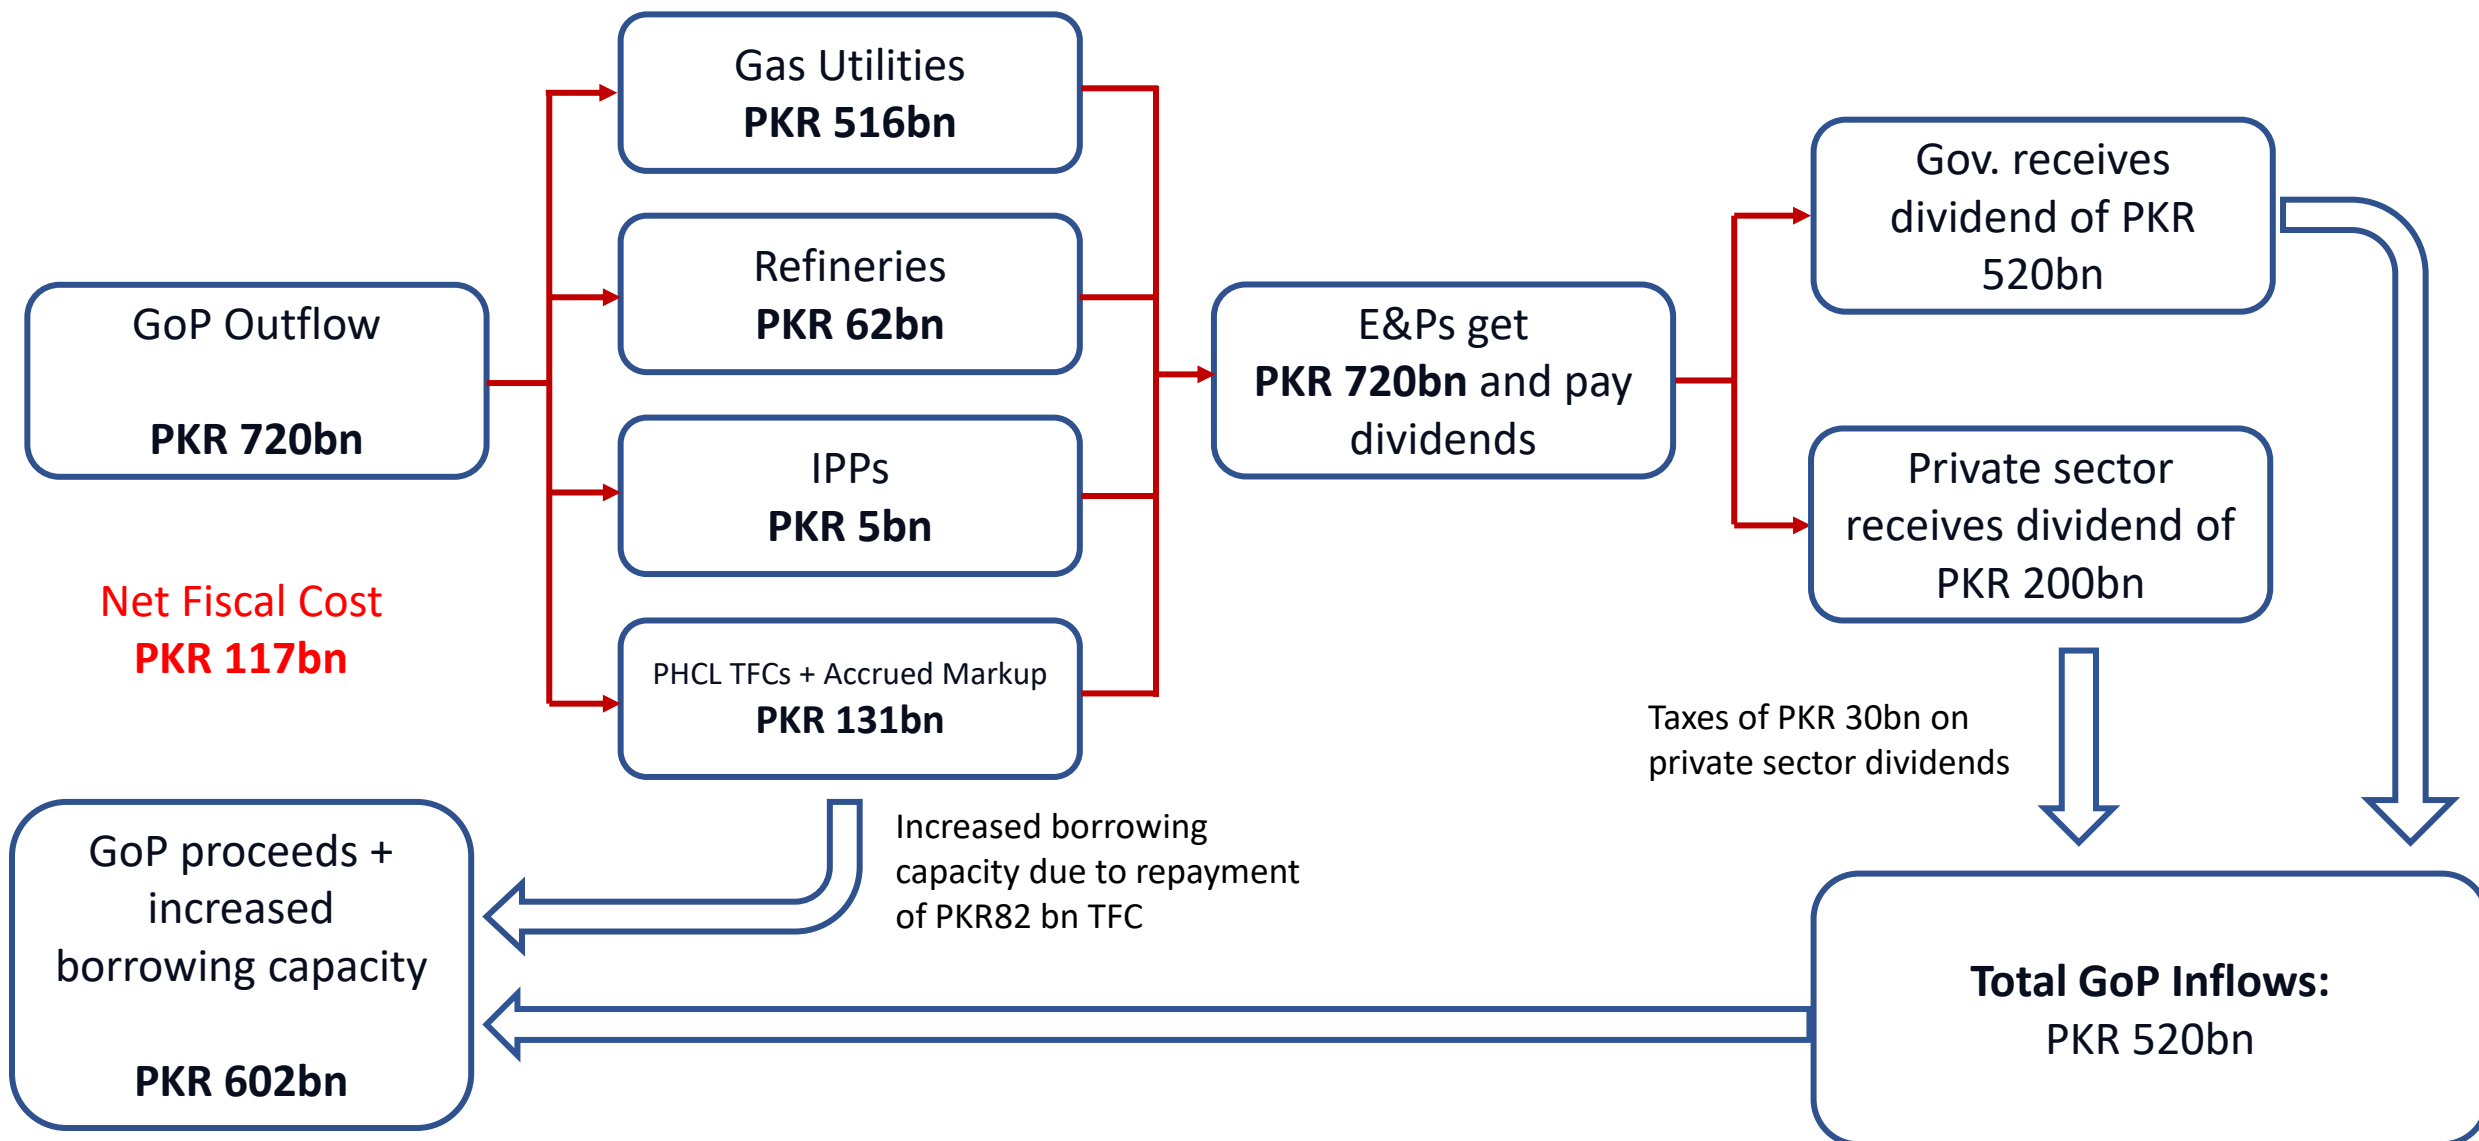 GoP Outflow
PKR 720bn
Net Fiscal Cost
PKR 117bn
GoP proceeds +
increased
borrowing capacity
PKR 602bn
Gas Utilities
PKR 516bn
Refineries
PKR 62bn
IPPs
PKR 5bn
PHCL TFCs + Accrued Markup
PKR 131bn
Increased borrowing
capacity due to repayment
of PKR82 bn TFC
E&Ps get
PKR 720bn and pay
dividends
Gov. receives
dividend of PKR
520bn
Private sector
receives dividend of
PKR 200bn
Taxes of PKR 30bn on
private sector dividends
Total GoP Inflows:
PKR 520bn